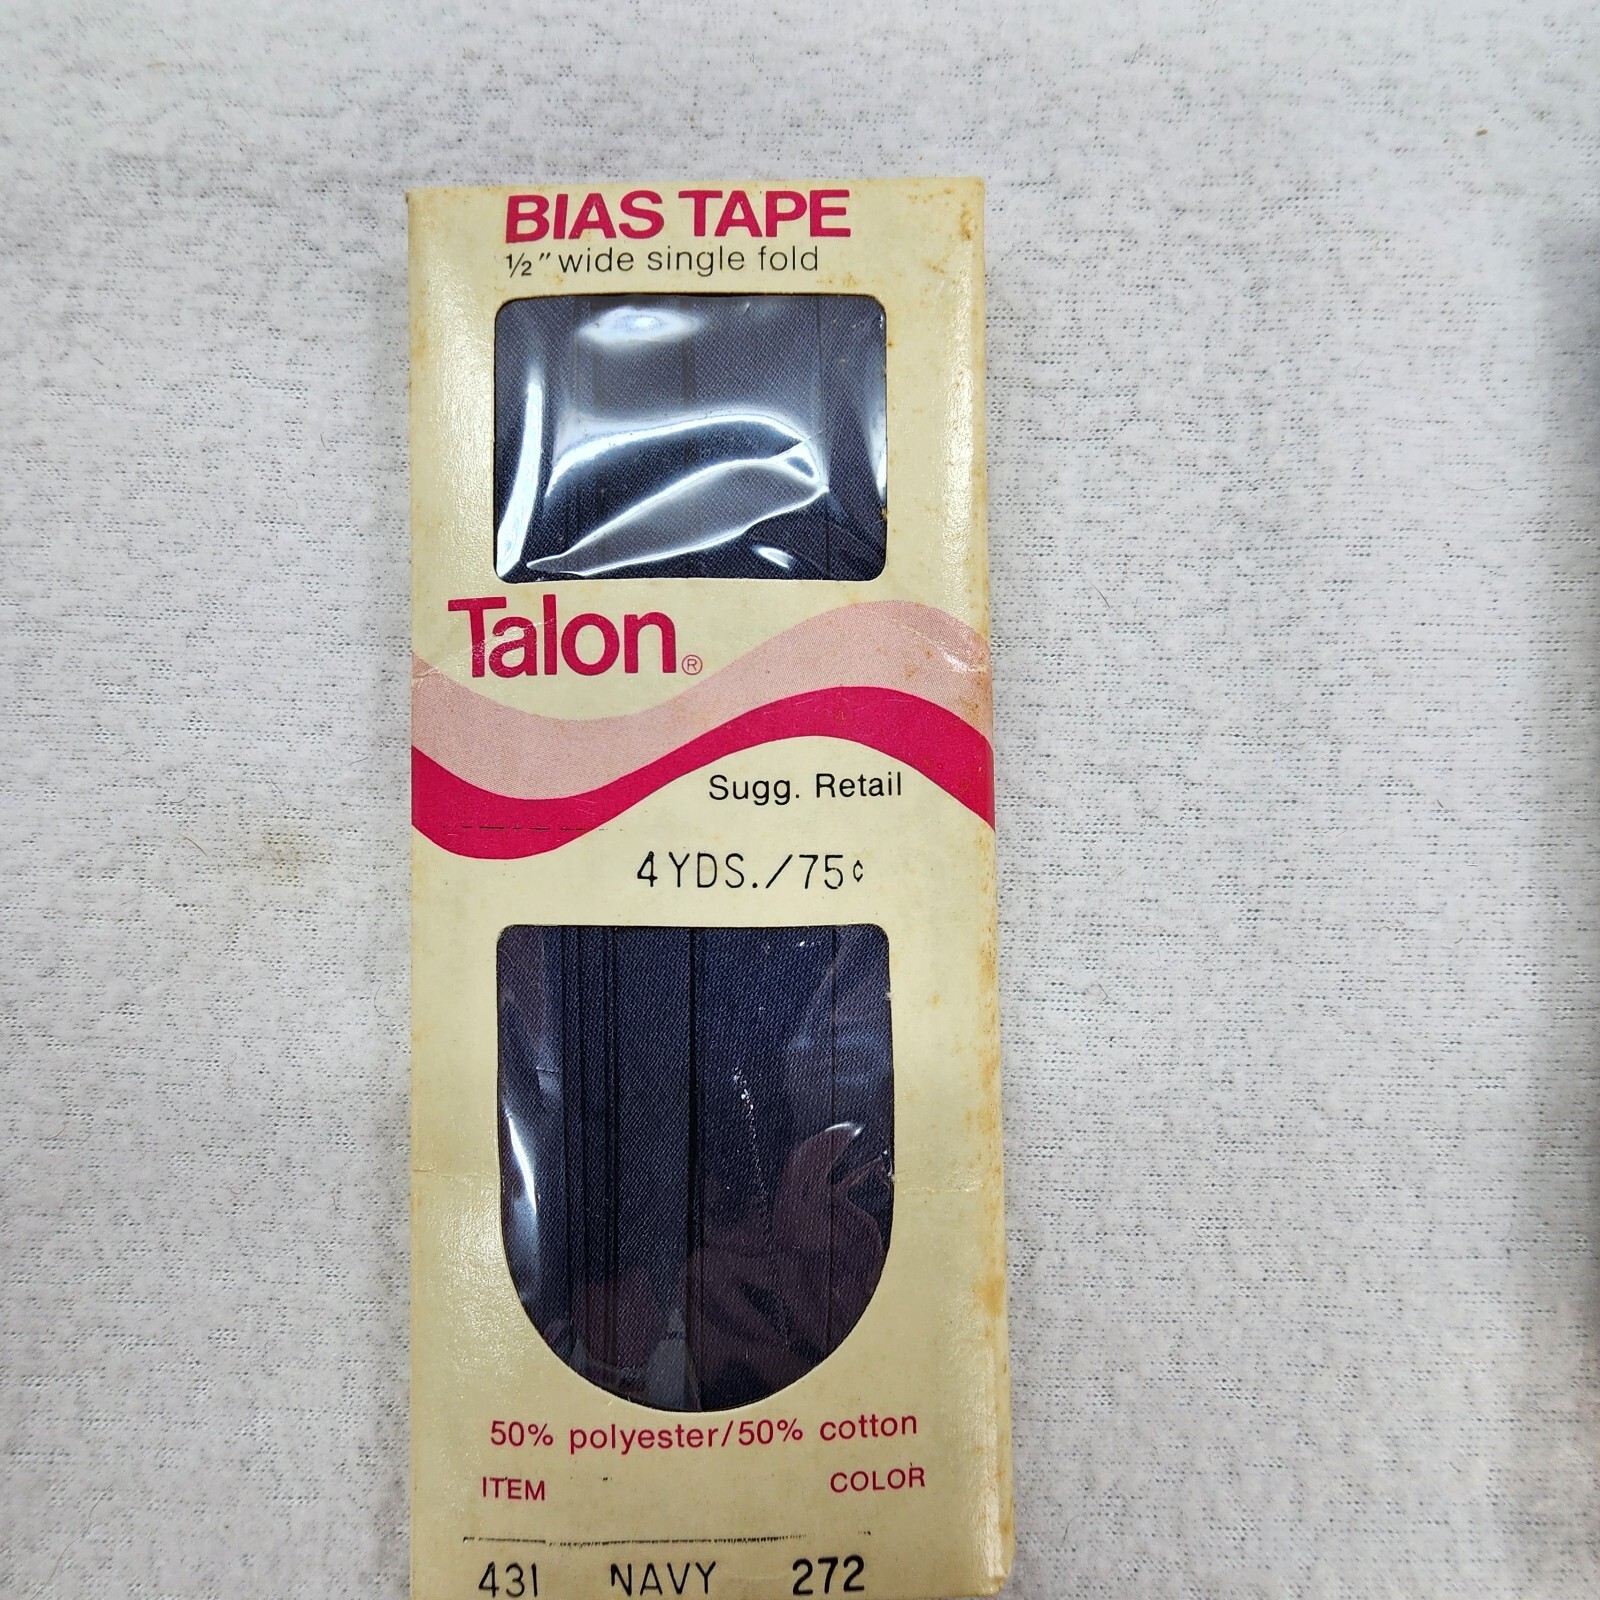 BIAS TAPE
½" wide single fold
Talon®
Sugg. Retail
4YDS./75¢
50% polyester/50% cotton
ITEM COLOR
431 NAVY 272